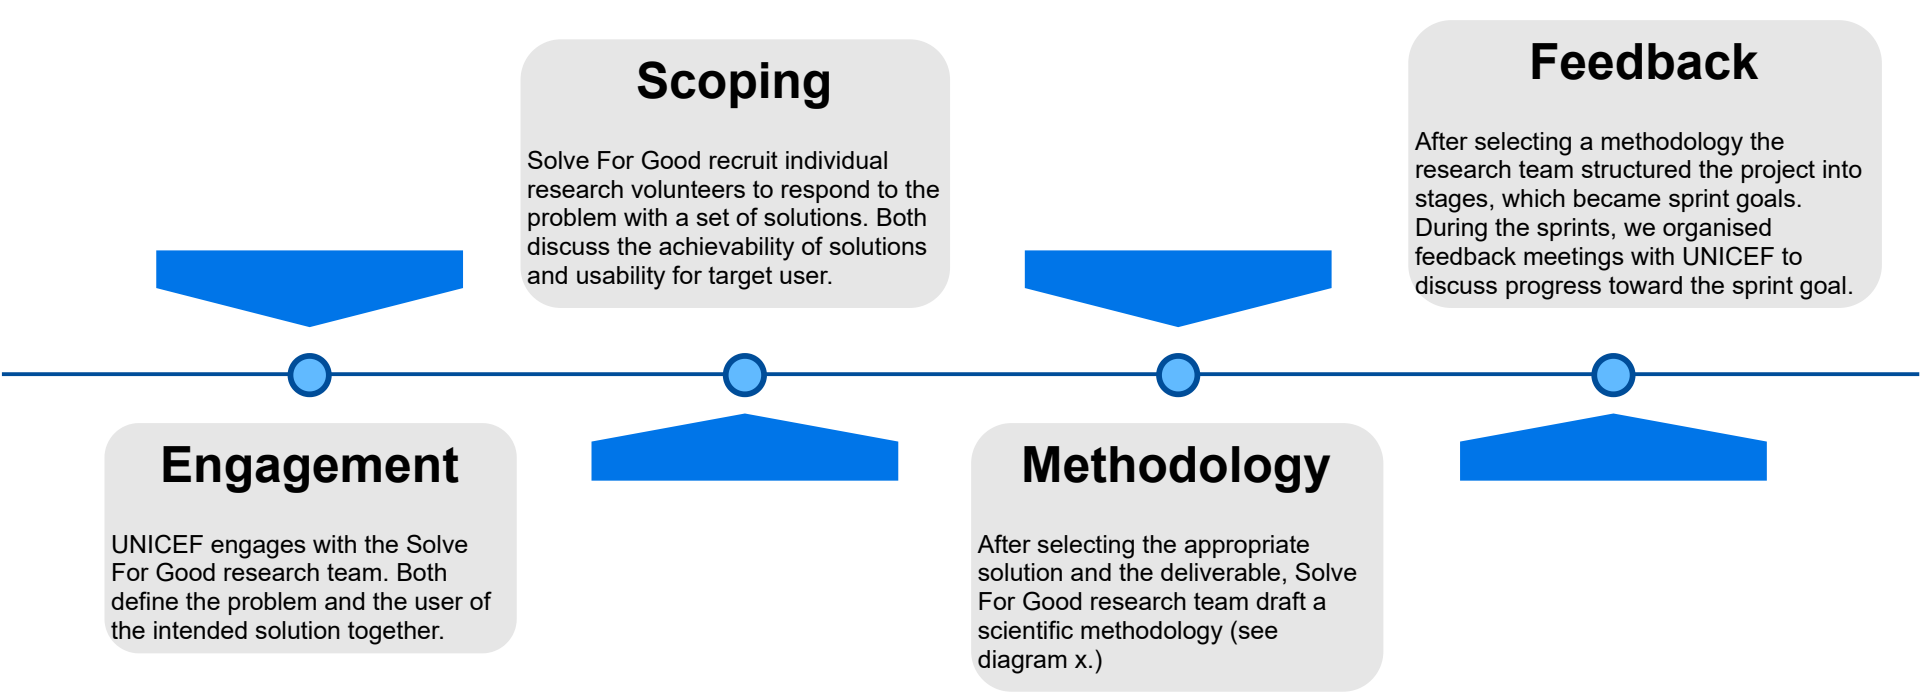 Engagement
UNICEF engages with the Solve
For Good research team. Both
define the problem and the user of
the intended solution together.
Scoping
Solve For Good recruit individual
research volunteers to respond to the
problem with a set of solutions. Both
discuss the achievability of solutions
and usability for target user.
Methodology
After selecting the appropriate
solution and the deliverable, Solve
For Good research team draft a
scientific methodology (see
diagram x.)
Feedback
After selecting a methodology the
research team structured the project into
stages, which became sprint goals.
During the sprints, we organised
feedback meetings with UNICEF to
discuss progress toward the sprint goal.